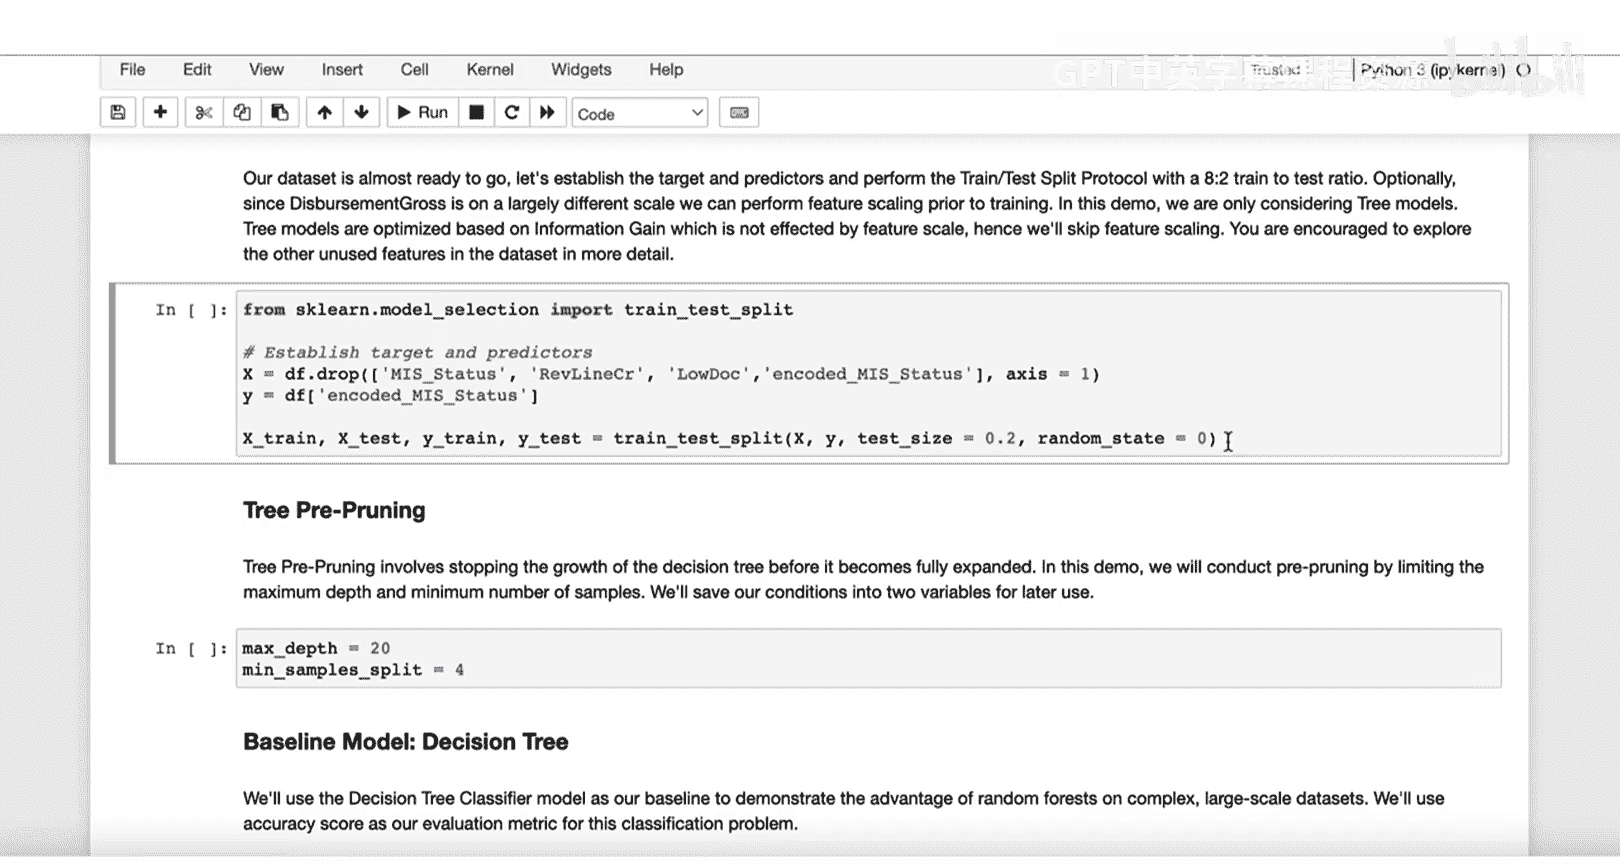 File Edit View Insert Cell Kernel Widgets Help Trusted Python 3 (ipykernel)
Run Code
Our dataset is almost ready to go, let's establish the target and predictors and perform the Train/Test Split Protocol with a 8:2 train to test ratio. Optionally,
since DisbursementGross is on a largely different scale we can perform feature scaling prior to training. In this demo, we are only considering Tree models.
Tree models are optimized based on Information Gain which is not effected by feature scale, hence we'll skip feature scaling. You are encouraged to explore
the other unused features in the dataset in more detail.
In [ ]: from sklearn.model_selection import train_test_split
# Establish target and predictors
X = df.drop(['MIS_Status', 'RevLineCr', 'LowDoc','encoded_MIS_Status'], axis = 1)
y = df['encoded_MIS_Status']
X_train, X_test, y_train, y_test = train_test_split(X, y, test_size = 0.2, random_state = 0)
Tree Pre-Pruning
Tree Pre-Pruning involves stopping the growth of the decision tree before it becomes fully expanded. In this demo, we will conduct pre-pruning by limiting the
maximum depth and minimum number of samples. We'll save our conditions into two variables for later use.
In [ ]: max_depth = 20
min_samples_split = 4
Baseline Model: Decision Tree
We'll use the Decision Tree Classifier model as our baseline to demonstrate the advantage of random forests on complex, large-scale datasets. We'll use
accuracy score as our evaluation metric for this classification problem.